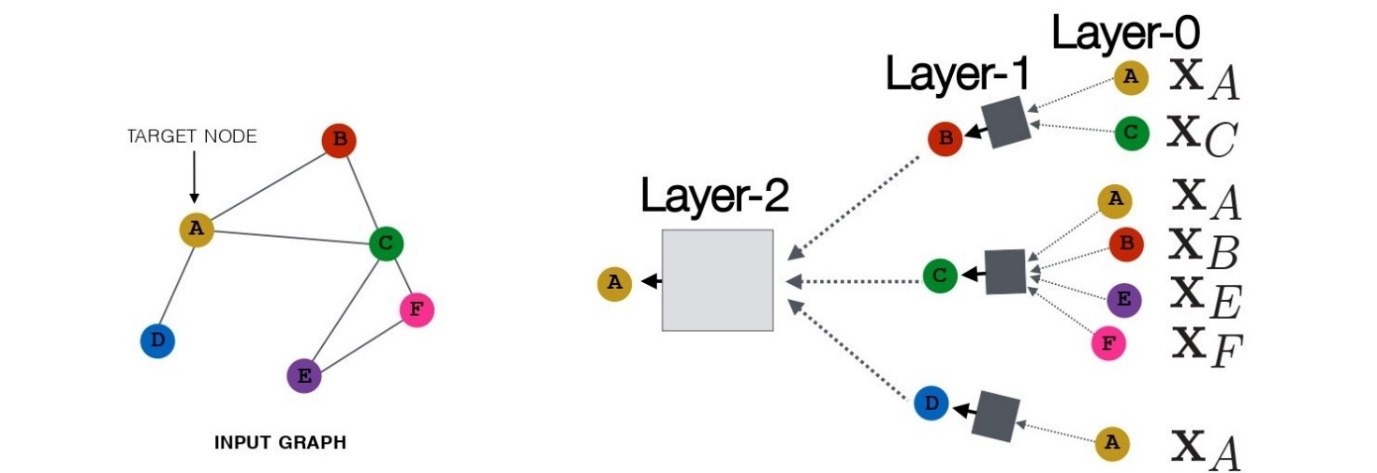 TARGET NODE
B
A
C
F
D
E
INPUT GRAPH
Layer-2
A
Layer-1
Layer-0
B
A X_A
C X_C
C
A X_A
B X_B
E X_E
F X_F
D
A X_A